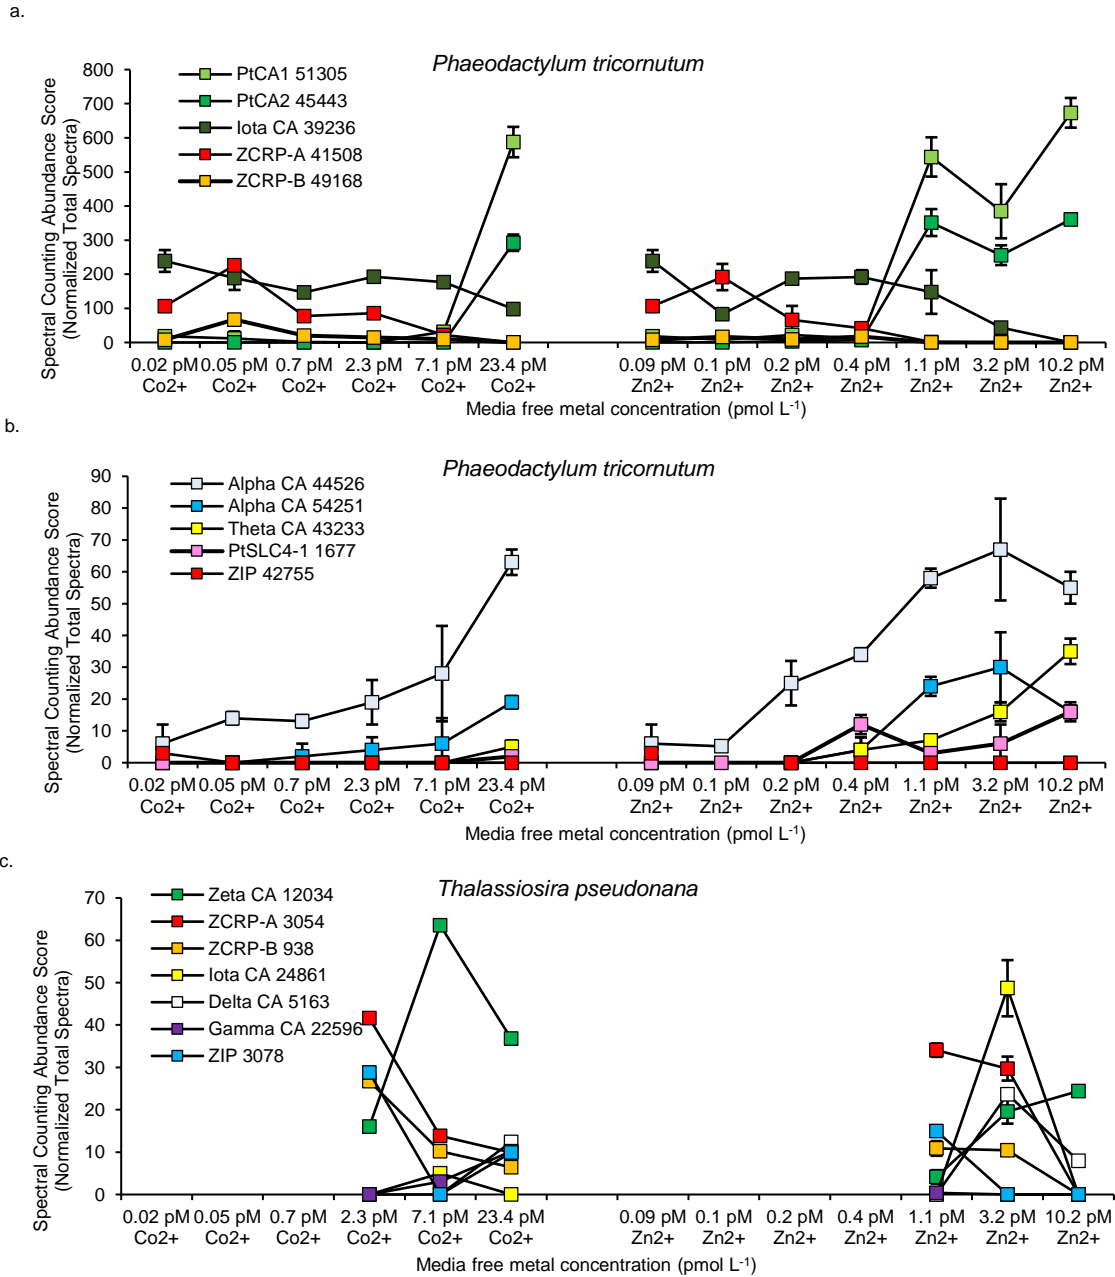 a.
Phaeodactylum tricornutum
Spectral Counting Abundance Score
(Normalized Total Spectra)
800
700
600
500
400
300
200
100
0
PtCA1 51305
PtCA2 45443
Iota CA 39236
ZCRP-A 41508
ZCRP-B 49168
0.02 pM 0.05 pM 0.7 pM 2.3 pM 7.1 pM 23.4 pM 0.09 pM 0.1 pM 0.2 pM 0.4 pM 1.1 pM 3.2 pM 10.2 pM
Co2+ Co2+ Co2+ Co2+ Co2+ Co2+ Zn2+ Zn2+ Zn2+ Zn2+ Zn2+ Zn2+ Zn2+
Media free metal concentration (pmol L-1)
b.
Phaeodactylum tricornutum
Spectral Counting Abundance Score
(Normalized Total Spectra)
90
80
70
60
50
40
30
20
10
0
Alpha CA 44526
Alpha CA 54251
Theta CA 43233
PtSLC4-1 1677
ZIP 42755
0.02 pM 0.05 pM 0.7 pM 2.3 pM 7.1 pM 23.4 pM 0.09 pM 0.1 pM 0.2 pM 0.4 pM 1.1 pM 3.2 pM 10.2 pM
Co2+ Co2+ Co2+ Co2+ Co2+ Co2+ Zn2+ Zn2+ Zn2+ Zn2+ Zn2+ Zn2+ Zn2+
Media free metal concentration (pmol L-1)
c.
Thalassiosira pseudonana
Spectral Counting Abundance Score
(Normalized Total Spectra)
70
60
50
40
30
20
10
0
Zeta CA 12034
ZCRP-A 3054
ZCRP-B 938
Iota CA 24861
Delta CA 5163
Gamma CA 22596
ZIP 3078
0.02 pM 0.05 pM 0.7 pM 2.3 pM 7.1 pM 23.4 pM 0.09 pM 0.1 pM 0.2 pM 0.4 pM 1.1 pM 3.2 pM 10.2 pM
Co2+ Co2+ Co2+ Co2+ Co2+ Co2+ Zn2+ Zn2+ Zn2+ Zn2+ Zn2+ Zn2+ Zn2+
Media free metal concentration (pmol L-1)